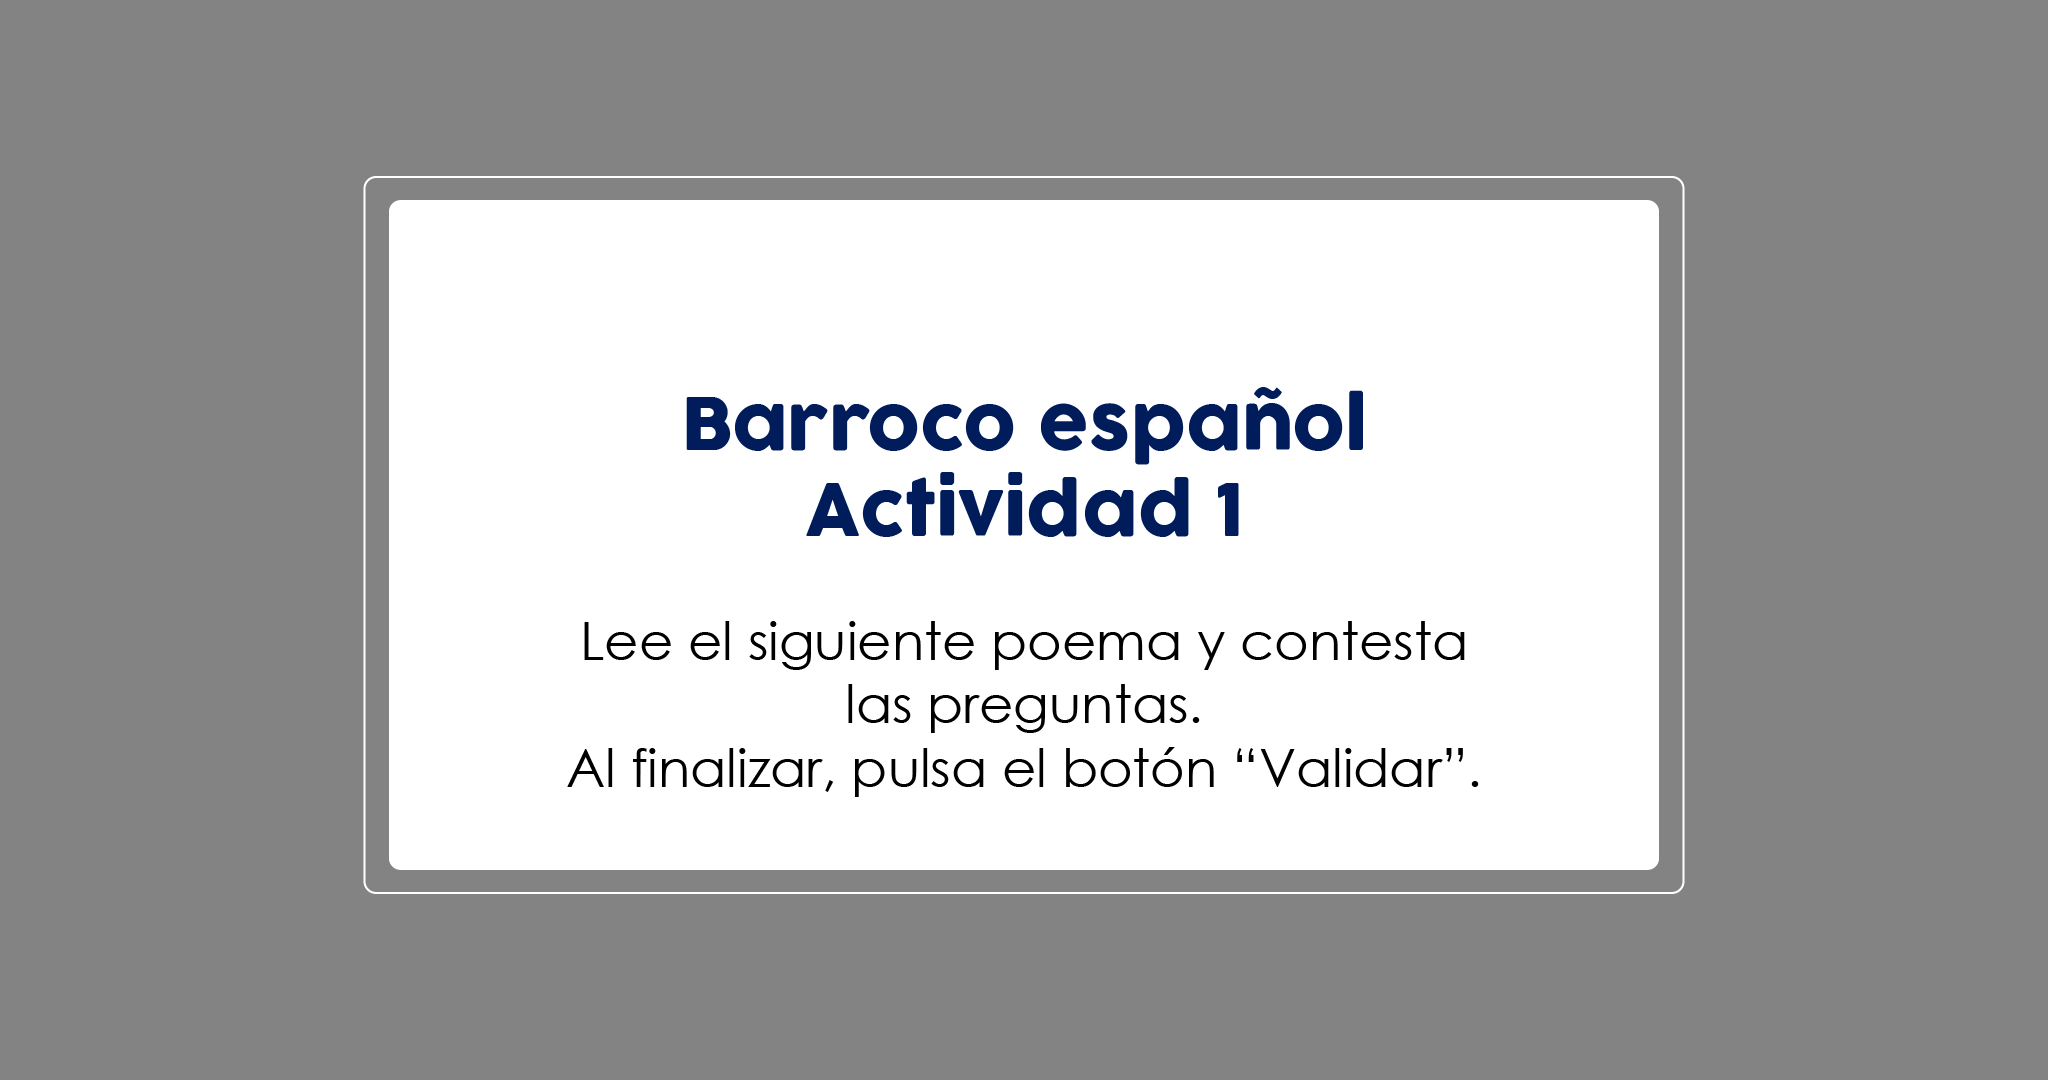 Barroco español
Actividad 1
Lee el siguiente poema y contesta
las preguntas.
Al finalizar, pulsa el botón “Validar”.